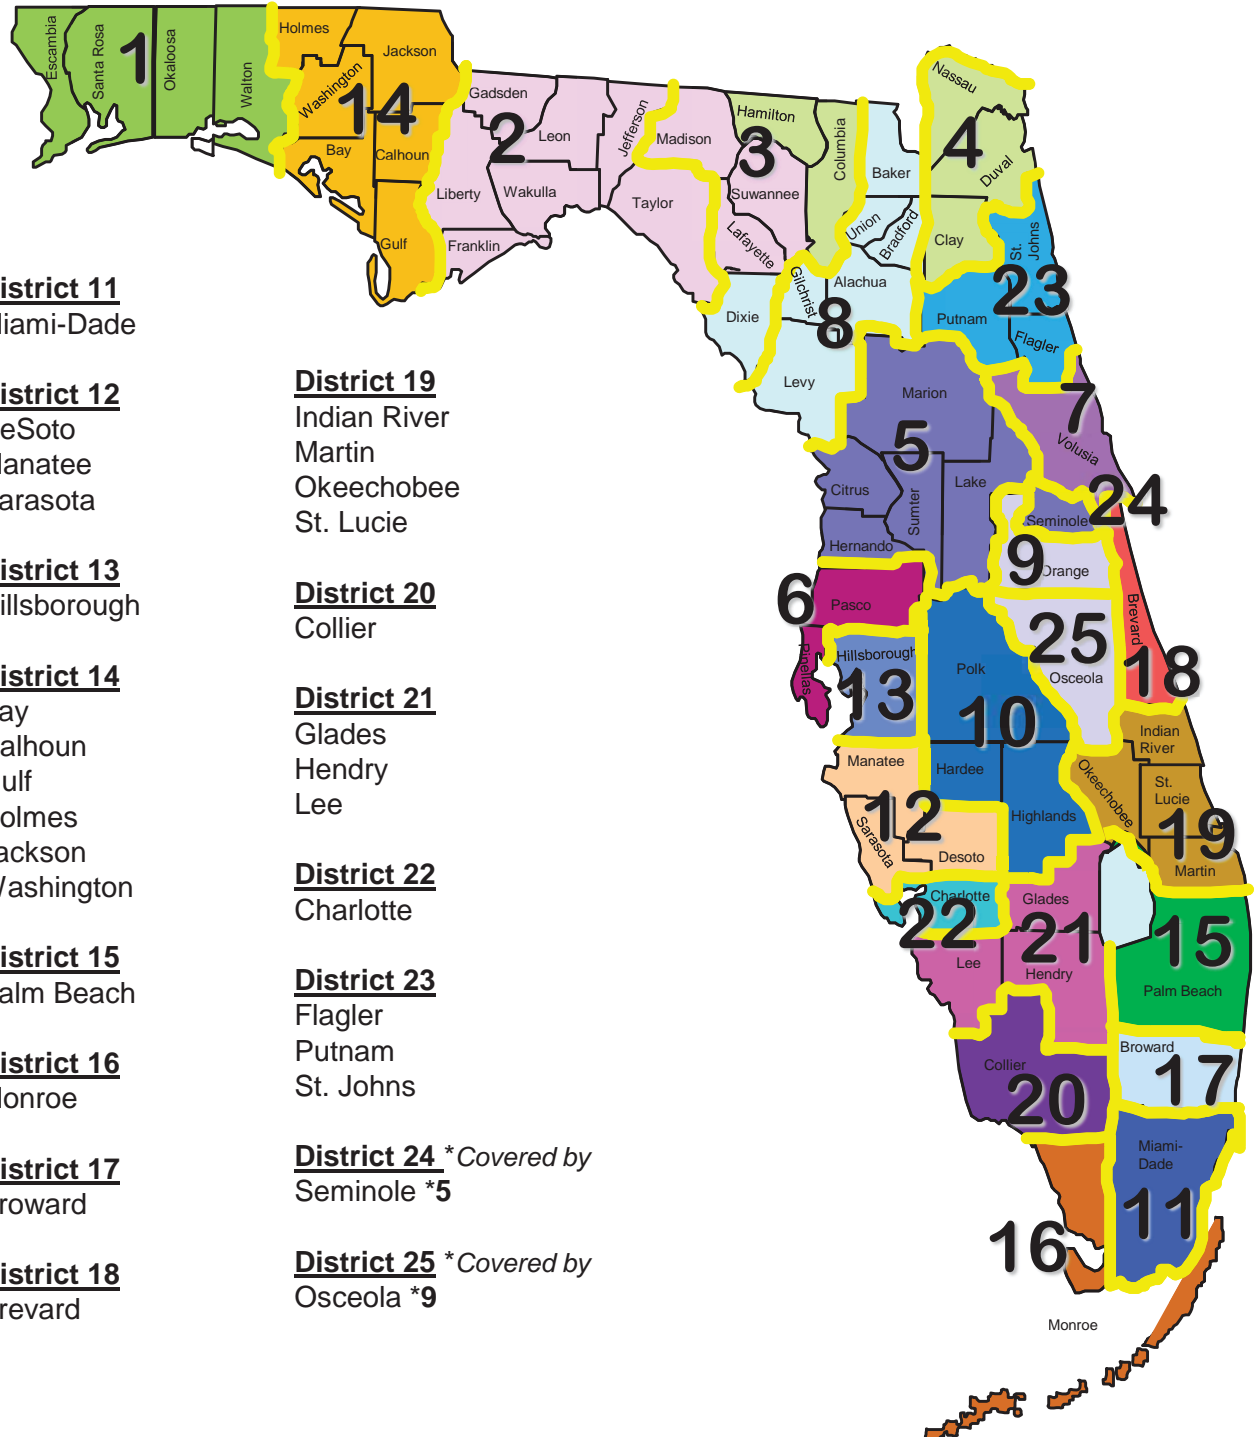 istrict 11
iami-Dade
istrict 12
eSoto
anatee
arasota
istrict 13
illsborough
istrict 14
ay
alhoun
ulf
olmes
ackson
ashington
istrict 15
alm Beach
istrict 16
onroe
istrict 17
roward
istrict 18
revard
District 19
Indian River
Martin
Okeechobee
St. Lucie
District 20
Collier
District 21
Glades
Hendry
Lee
District 22
Charlotte
District 23
Flagler
Putnam
St. Johns
District 24 *Covered by
Seminole *5
District 25 *Covered by
Osceola *9
Escambia
Santa Rosa
1
Okaloosa
Walton
Holmes
Jackson
Washington
14
Bay
Calhoun
Gulf
Gadsden
2
Leon
Jefferson
Liberty
Wakulla
Franklin
Taylor
Madison
Hamilton
3
Suwannee
Lafayette
Columbia
Baker
Union
Bradford
Nassau
4
Duval
Clay
St.
Johns
23
Putnam
Flagler
Gilchrist
Alachua
8
Dixie
Levy
Marion
5
Citrus
Sumter
Lake
Hernando
7
Volusia
24
Seminole
9
Orange
6
Pasco
Pinellas
Hillsborough
13
Polk
10
25
Osceola
Brevard
18
Manatee
Hardee
Highlands
12
Sarasota
Desoto
Indian
River
Okeechobee
St.
Lucie
19
Martin
Charlotte
22
Glades
21
Lee
Hendry
15
Palm Beach
Broward
17
Collier
20
Miami-
Dade
11
16
Monroe